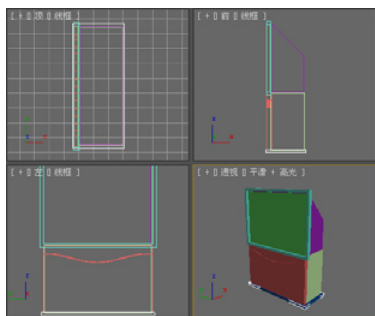 [ + 0 顶 0 线框 ]
[ + 0 前 0 线框 ]
[ + 0 左 0 线框 ]
[ + 0 透视 0 平滑 + 高光 ]